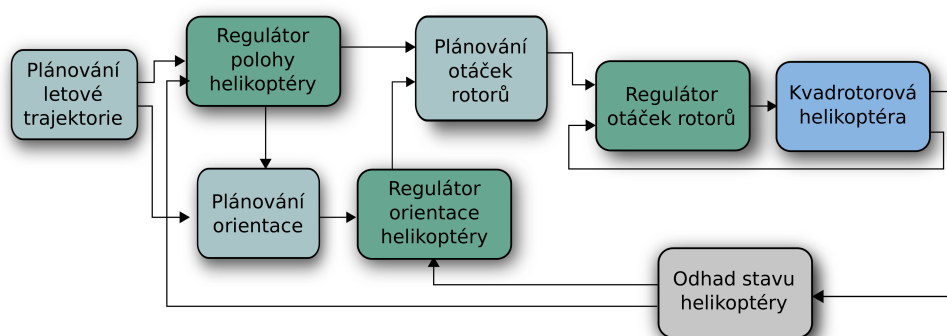 Plánování
letové
trajektorie
Regulátor
polohy
helikoptéry
Plánování
otáček
rotorů
Regulátor
otáček rotorů
Kvadrotorová
helikoptéra
Plánování
orientace
Regulátor
orientace
helikoptéry
Odhad stavu
helikoptéry